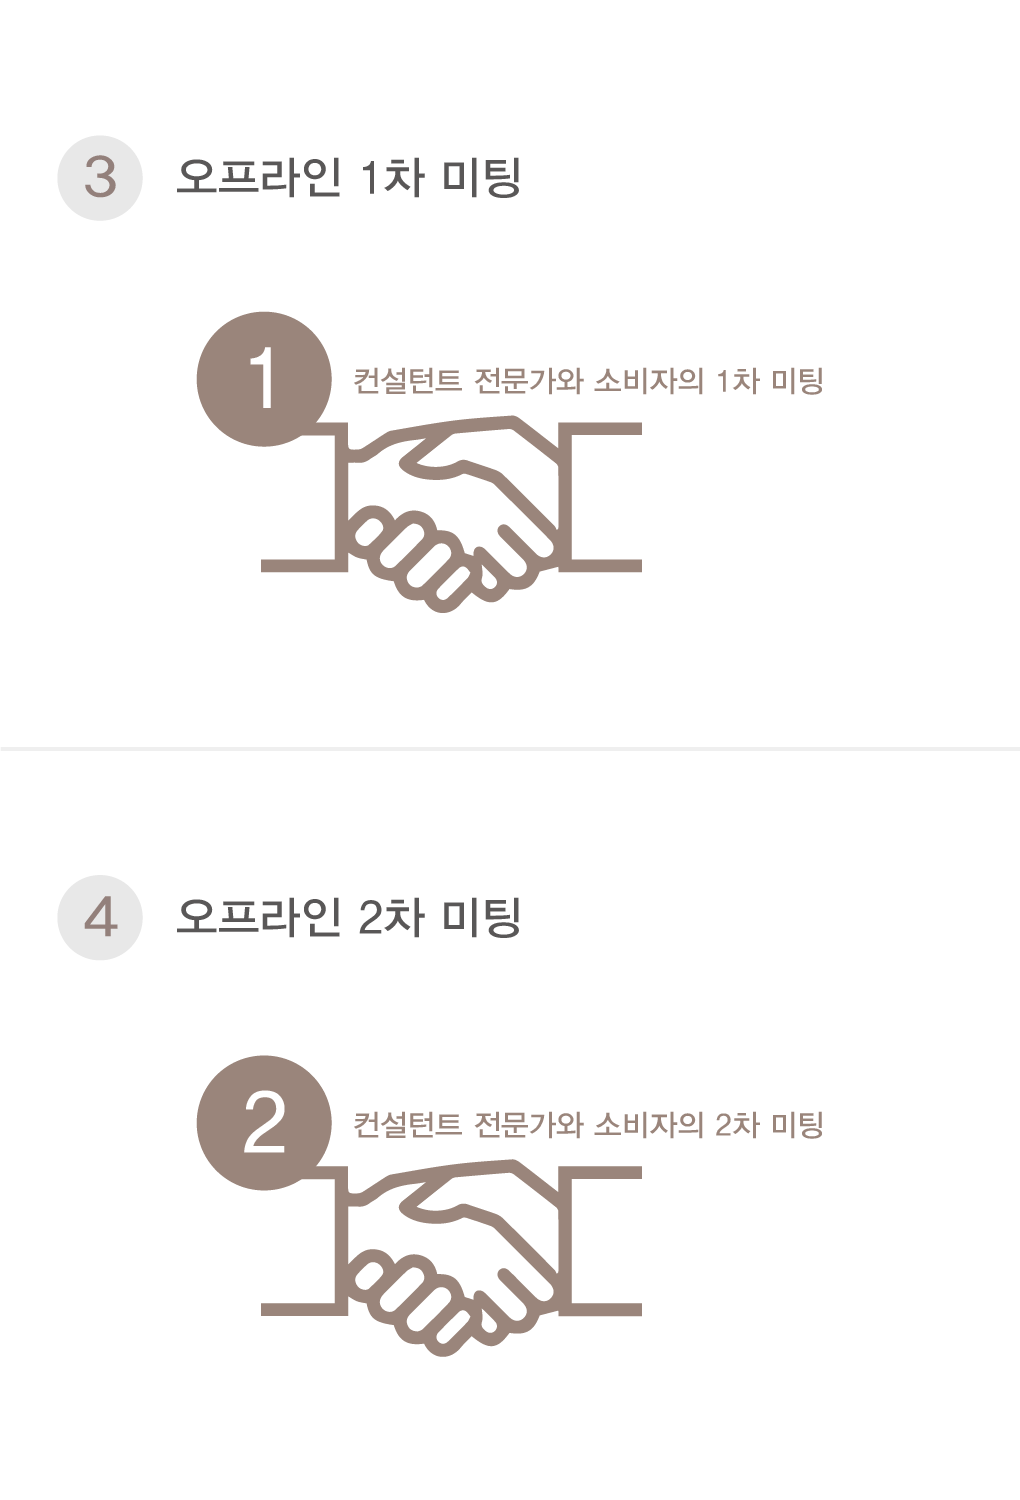 3 오프라인 1차 미팅
1
컨설턴트 전문가와 소비자의 1차 미팅
4 오프라인 2차 미팅
2
컨설턴트 전문가와 소비자의 2차 미팅